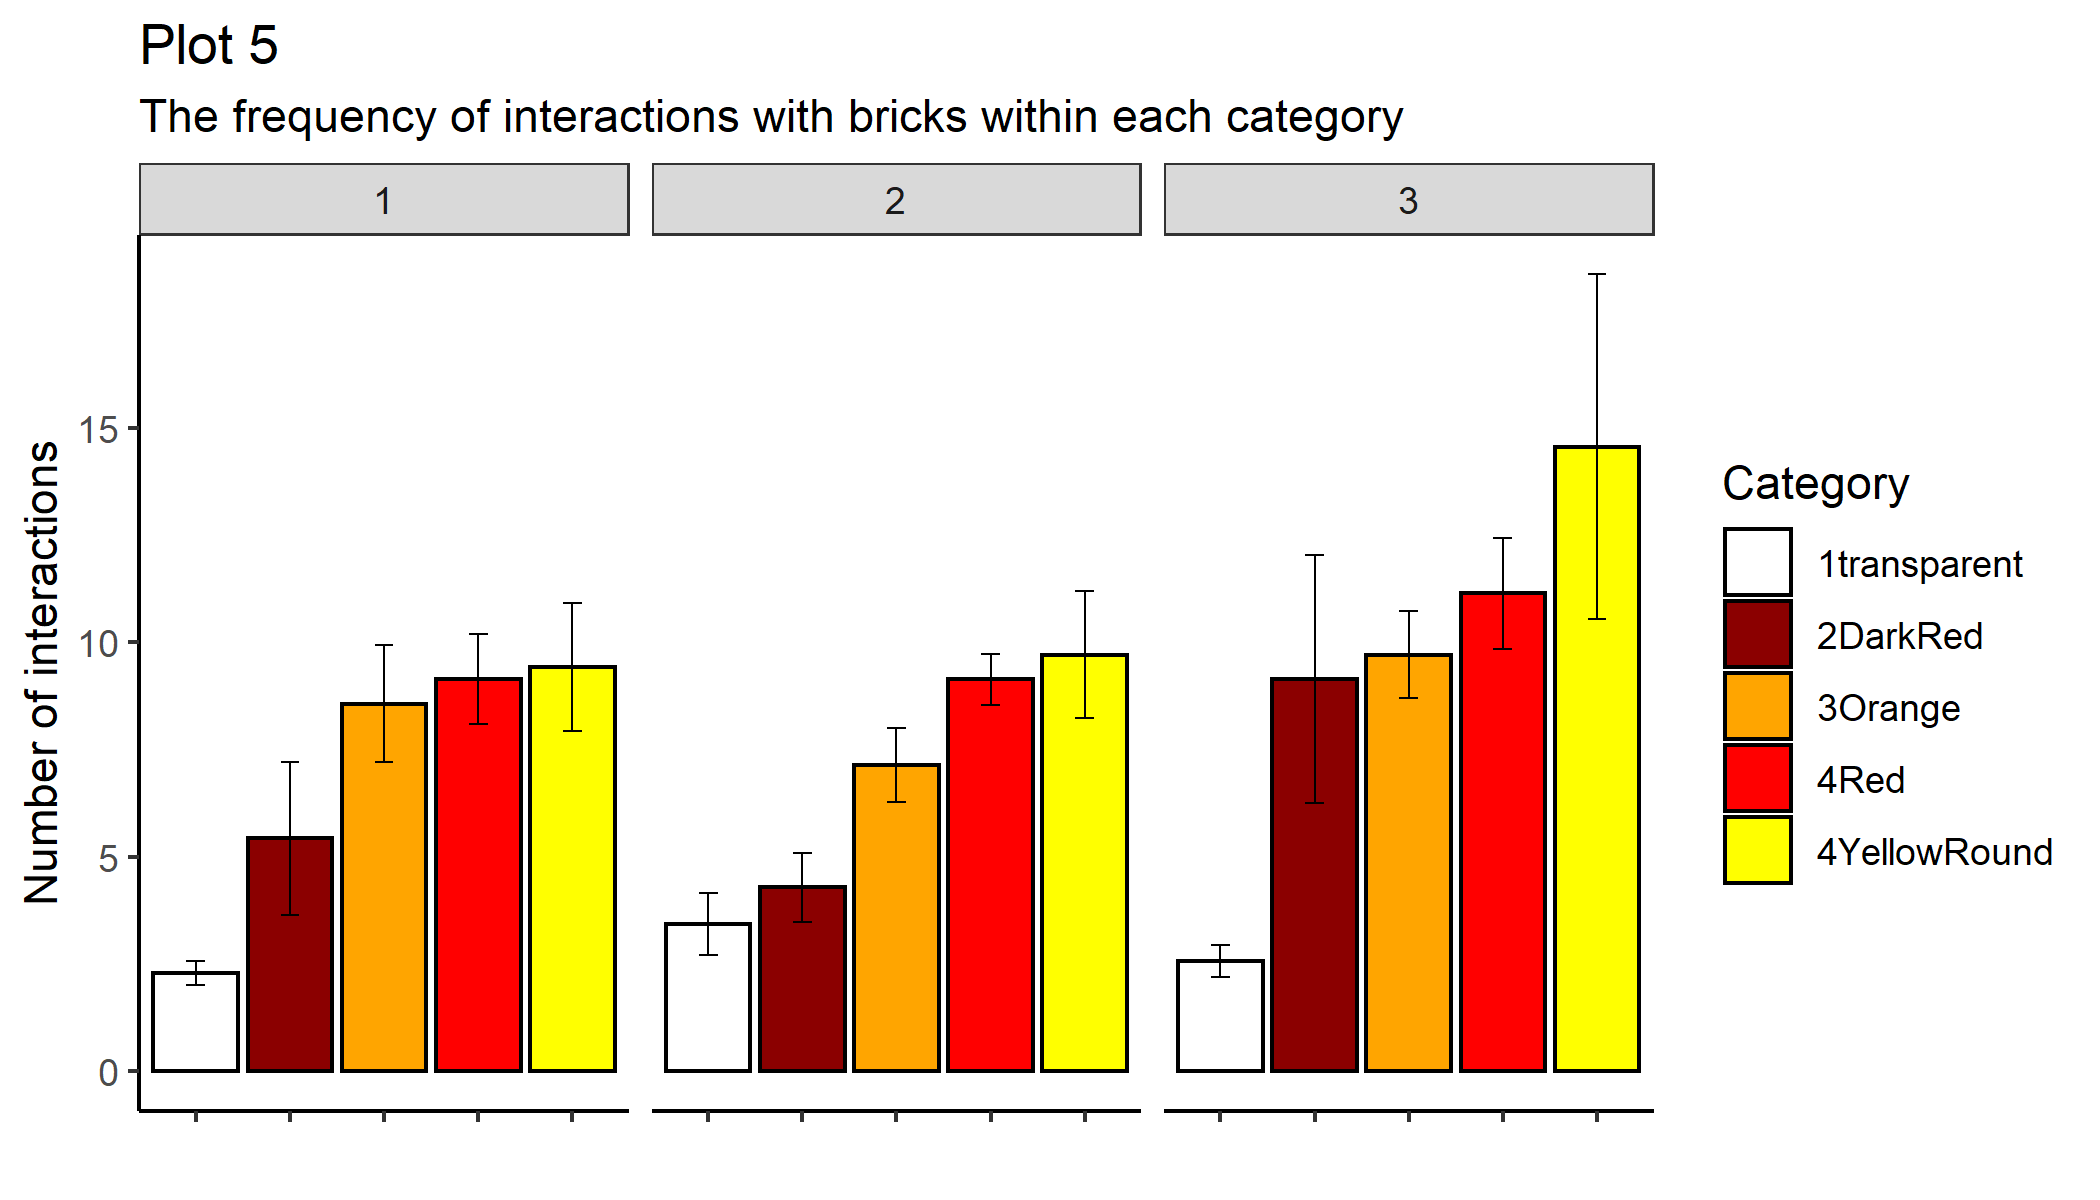 Plot 5
The frequency of interactions with bricks within each category
1
2
3
Number of interactions
15
10
5
0
Category
1transparent
2DarkRed
3Orange
4Red
4YellowRound